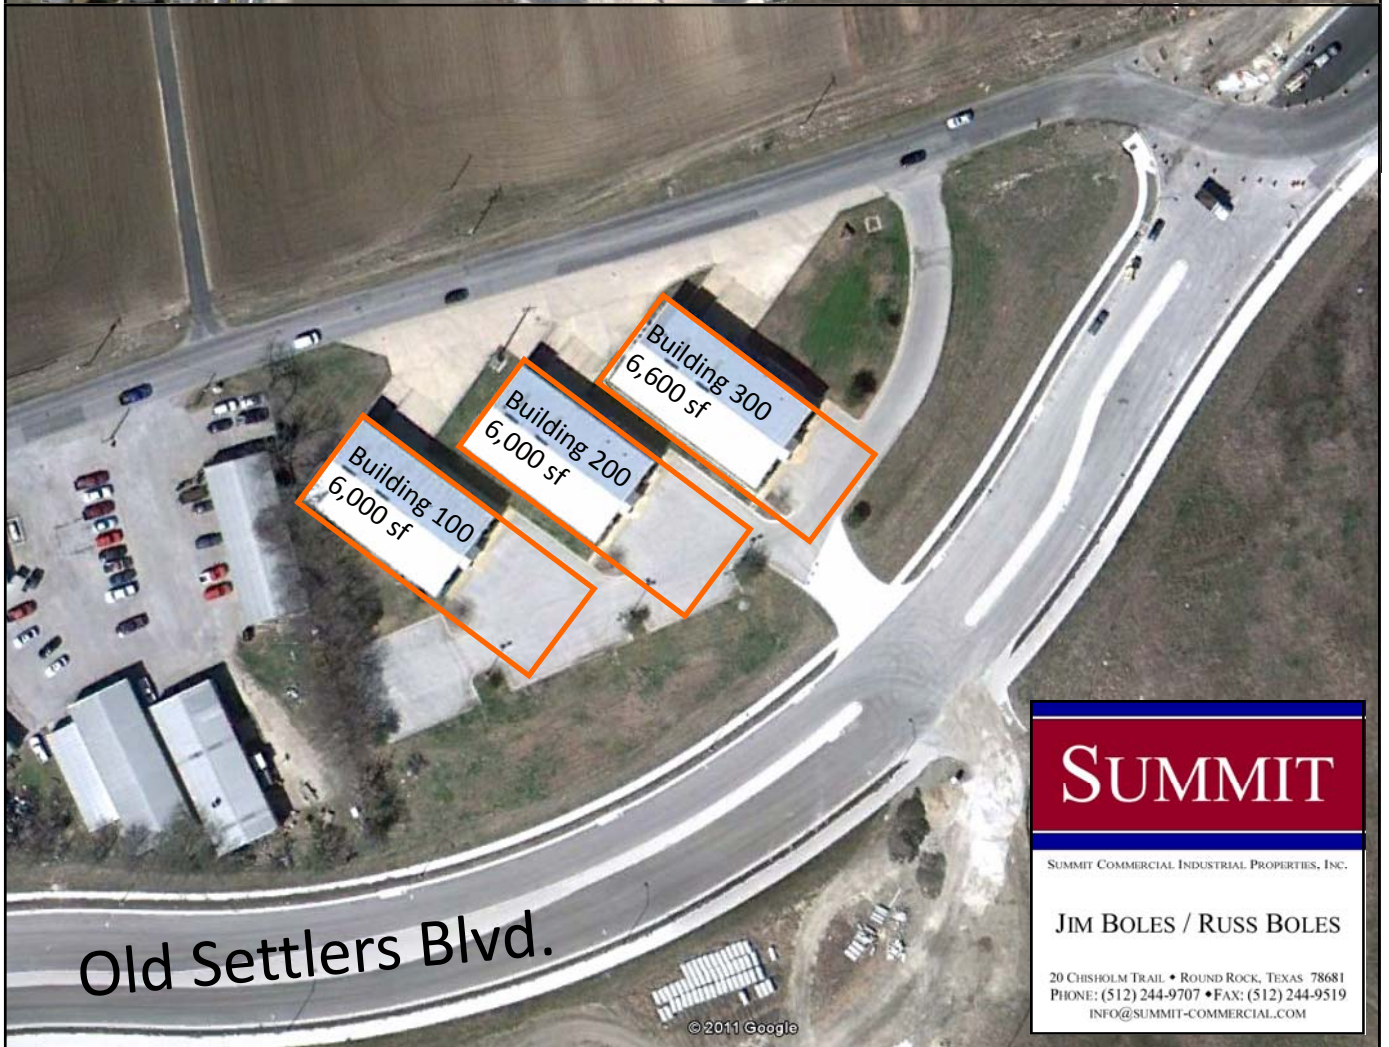 Building 300
6,600 sf
Building 200
6,000 sf
Building 100
6,000 sf
Old Settlers Blvd.
© 2011 Google
SUMMIT
SUMMIT COMMERCIAL INDUSTRIAL PROPERTIES, INC.
JIM BOLES / RUSS BOLES
20 CHISHOLM TRAIL • ROUND ROCK, TEXAS 78681
PHONE: (512) 244-9707 • FAX: (512) 244-9519
INFO@SUMMIT-COMMERCIAL.COM